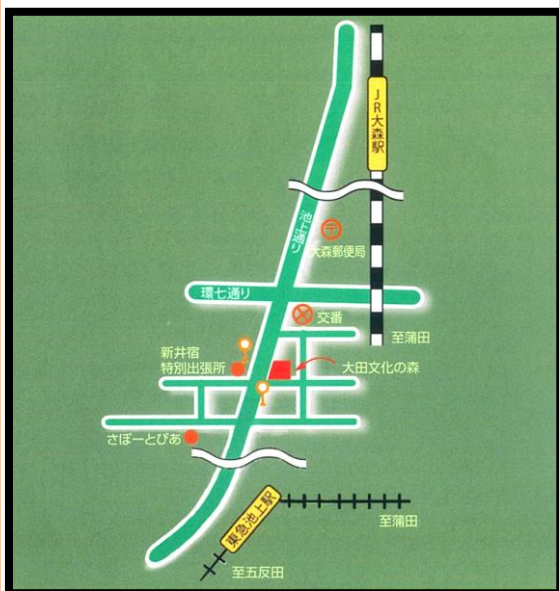 JR大森駅
池上通り
〒
大森郵便局
環七通り
交番
至蒲田
新井宿
特別出張所
大田文化の森
さぽーとぴあ
東急池上駅
至蒲田
至五反田